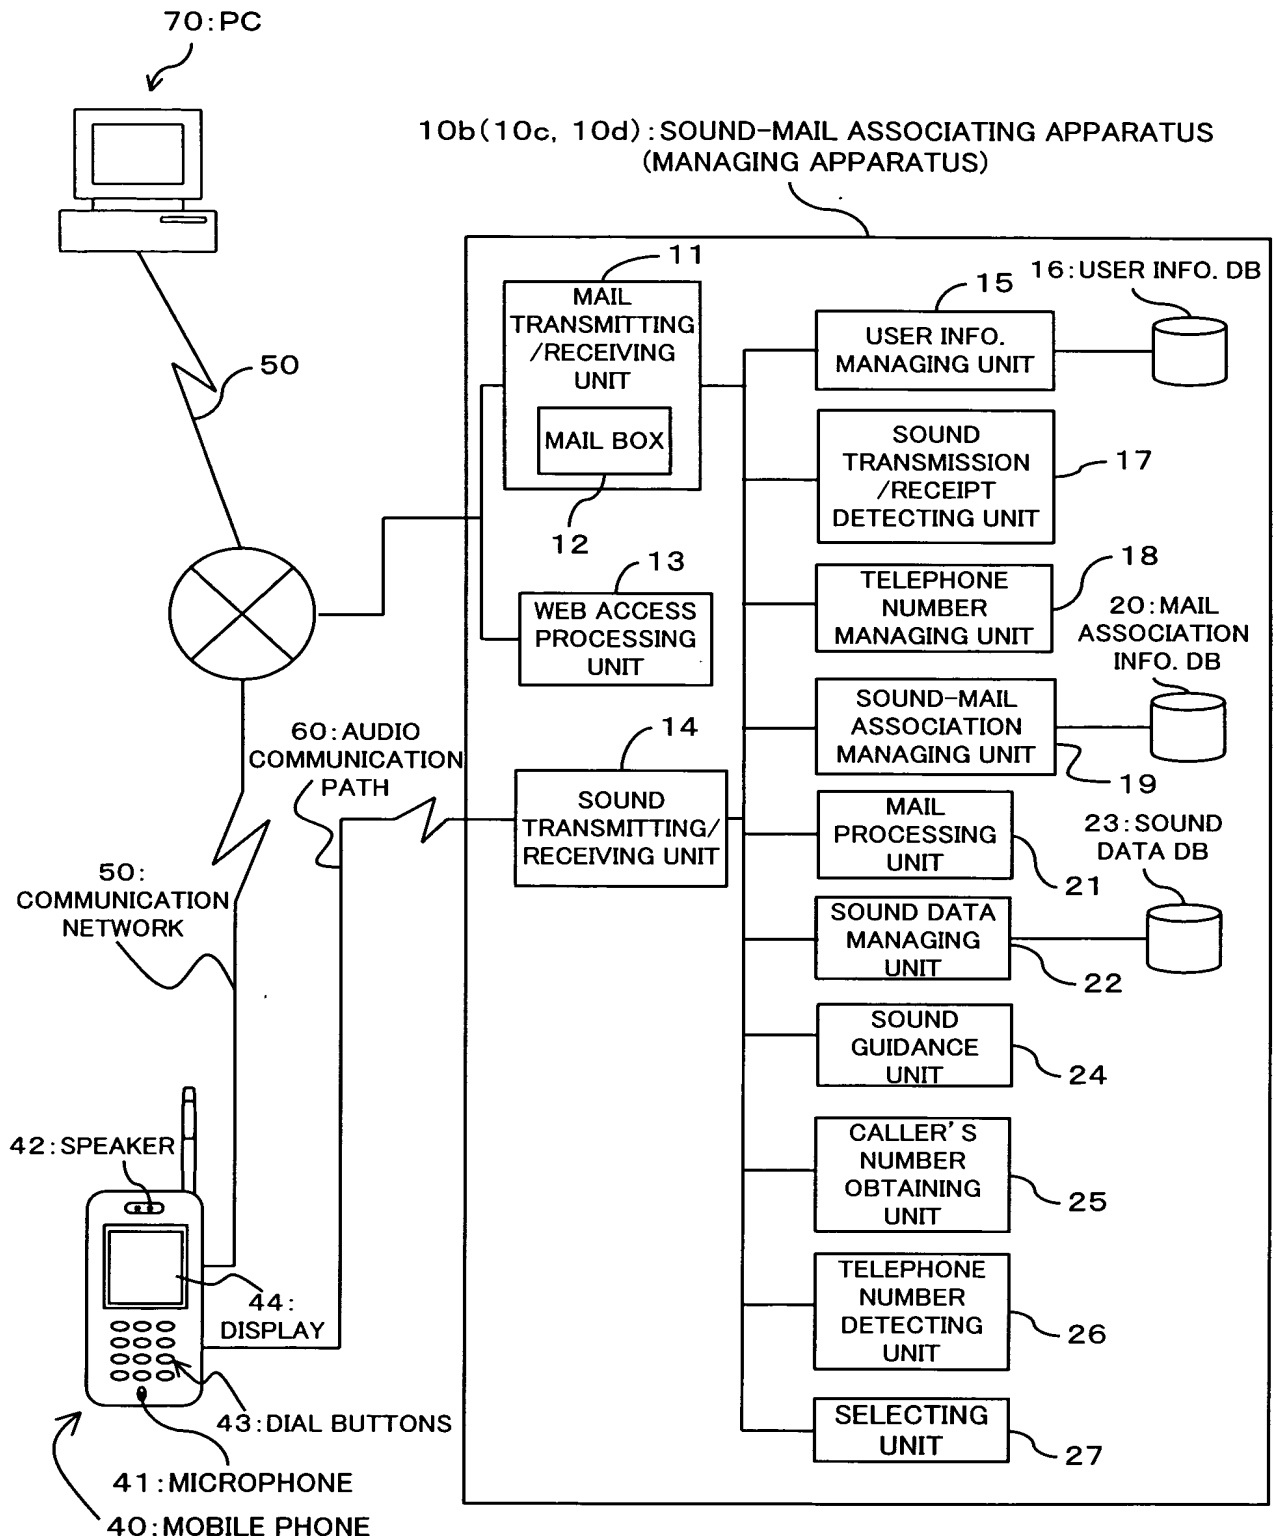 70:PC
10b(10c, 10d):SOUND-MAIL ASSOCIATING APPARATUS
(MANAGING APPARATUS)
11
MAIL
TRANSMITTING
/RECEIVING
UNIT
MAIL BOX
12
13
WEB ACCESS
PROCESSING
UNIT
14
SOUND
TRANSMITTING/
RECEIVING UNIT
50
60:AUDIO
COMMUNICATION
PATH
50:
COMMUNICATION
NETWORK
15
USER INFO.
MANAGING UNIT
16:USER INFO. DB
SOUND
TRANSMISSION
/RECEIPT
DETECTING UNIT
17
TELEPHONE
NUMBER
MANAGING UNIT
18
20:MAIL
ASSOCIATION
INFO. DB
SOUND-MAIL
ASSOCIATION
MANAGING UNIT
19
MAIL
PROCESSING
UNIT
21
23:SOUND
DATA DB
SOUND DATA
MANAGING
UNIT
22
SOUND
GUIDANCE
UNIT
24
CALLER'S
NUMBER
OBTAINING
UNIT
25
TELEPHONE
NUMBER
DETECTING
UNIT
26
SELECTING
UNIT
27
42:SPEAKER
44:
DISPLAY
43:DIAL BUTTONS
41:MICROPHONE
40:MOBILE PHONE